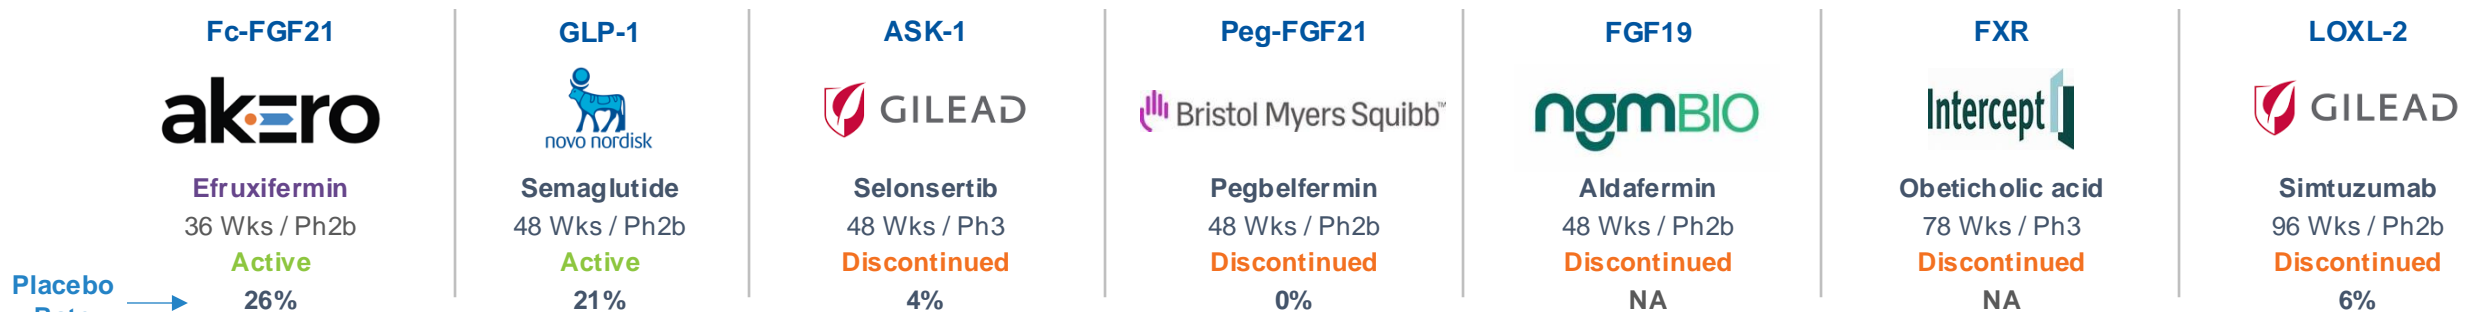 Fc-FGF21
akero
Efruxifermin
36 Wks / Ph2b
Active
26%
GLP-1
novo nordisk
Semaglutide
48 Wks / Ph2b
Active
21%
ASK-1
GILEAD
Selonsertib
48 Wks / Ph3
Discontinued
4%
Peg-FGF21
Bristol Myers Squibb™
Pegbelfermin
48 Wks / Ph2b
Discontinued
0%
FGF19
ngmBIO
Aldafermin
48 Wks / Ph2b
Discontinued
NA
FXR
Intercept
Obeticholic acid
78 Wks / Ph3
Discontinued
NA
LOXL-2
GILEAD
Simtuzumab
96 Wks / Ph2b
Discontinued
6%
Placebo